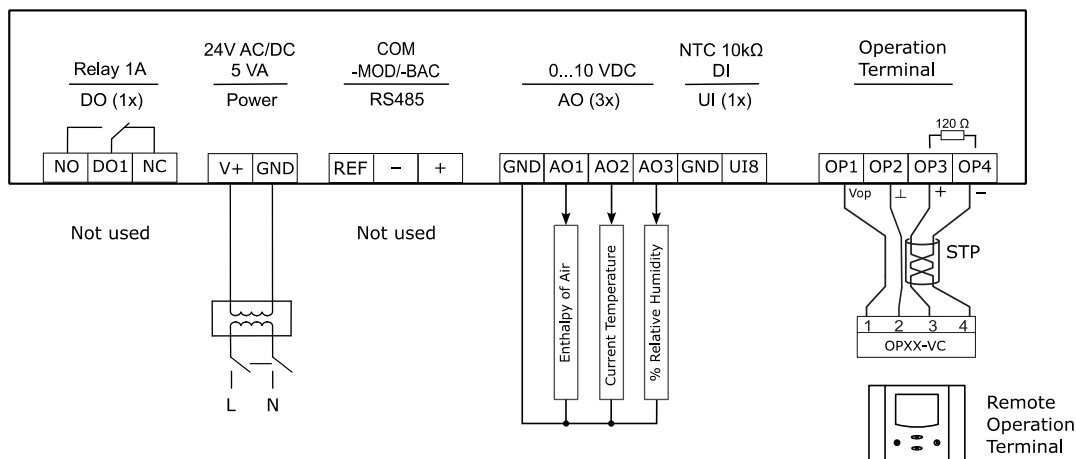 Relay 1A
DO (1x)
24V AC/DC
5 VA
Power
COM
-MOD/-BAC
RS485
0...10 VDC
AO (3x)
NTC 10kΩ
DI
UI (1x)
Operation
Terminal
120 Ω
NO DO1 NC
V+ GND
REF − +
GND AO1 AO2 AO3 GND UI8
OP1 OP2 OP3 OP4
Vop ⊥ + −
Not used
Not used
STP
Enthalpy of Air
Current Temperature
% Relative Humidity
1 2 3 4
OPXX-VC
L N
Remote
Operation
Terminal